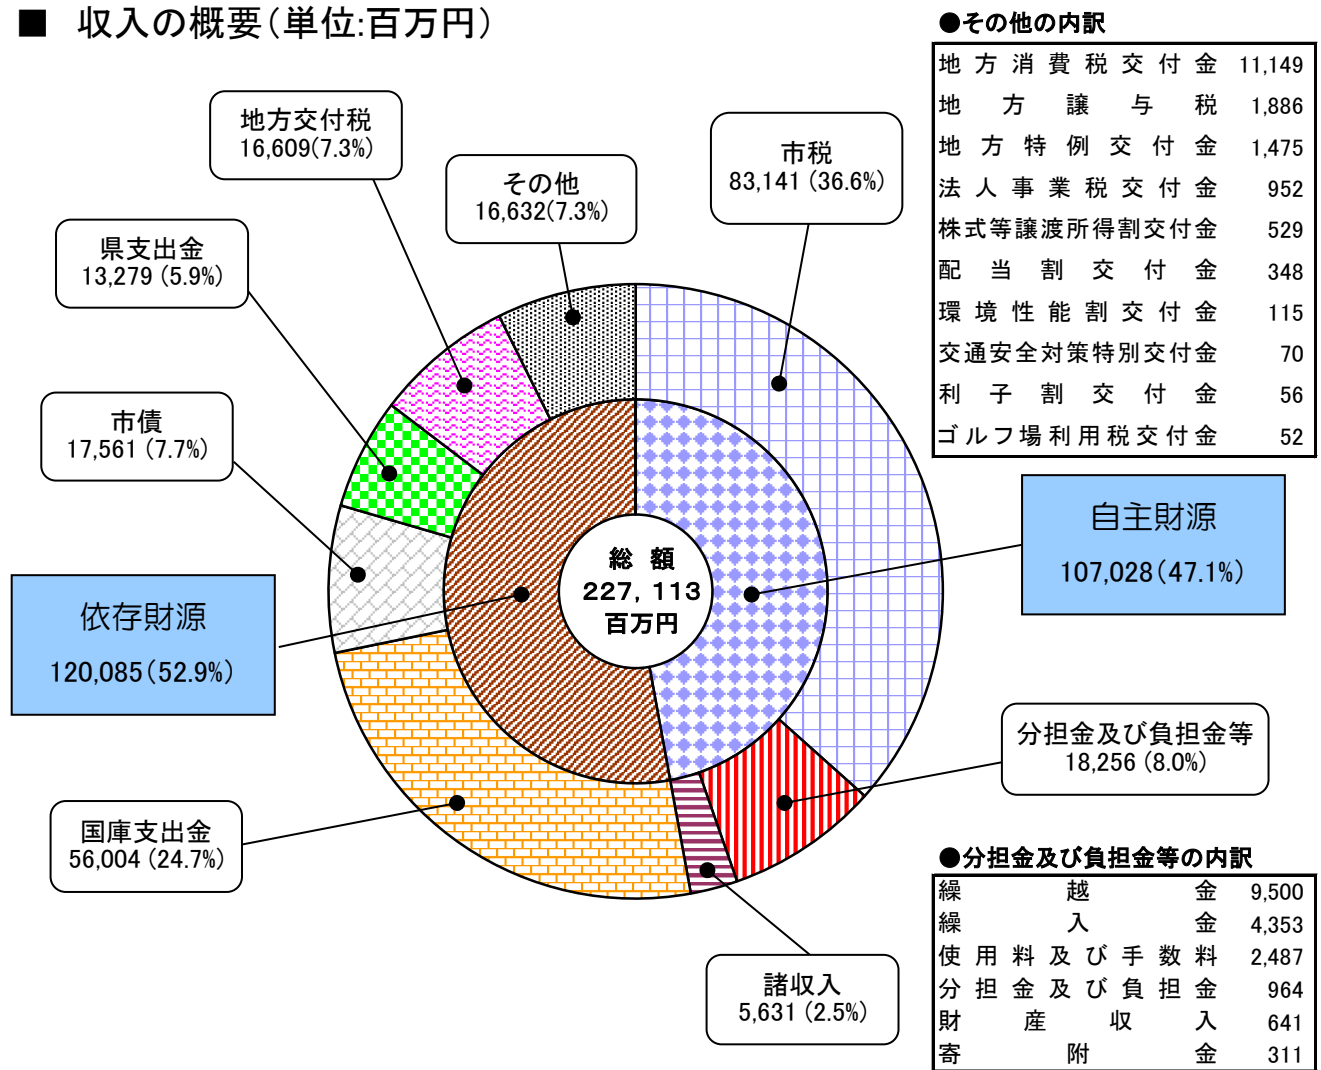 ■ 収入の概要(単位:百万円)
●その他の内訳
地方消費税交付金 11,149
地方譲与税 1,886
地方特例交付金 1,475
法人事業税交付金 952
株式等譲渡所得割交付金 529
配当割交付金 348
環境性能割交付金 115
交通安全対策特別交付金 70
利子割交付金 56
ゴルフ場利用税交付金 52
地方交付税
16,609(7.3%)
その他
16,632(7.3%)
市税
83,141(36.6%)
県支出金
13,279(5.9%)
市債
17,561(7.7%)
自主財源
107,028(47.1%)
総額
227,113
百万円
依存財源
120,085(52.9%)
分担金及び負担金等
18,256(8.0%)
国庫支出金
56,004(24.7%)
諸収入
5,631(2.5%)
●分担金及び負担金等の内訳
繰越金 9,500
繰入金 4,353
使用料及び手数料 2,487
分担金及び負担金 964
財産収入 641
寄附金 311